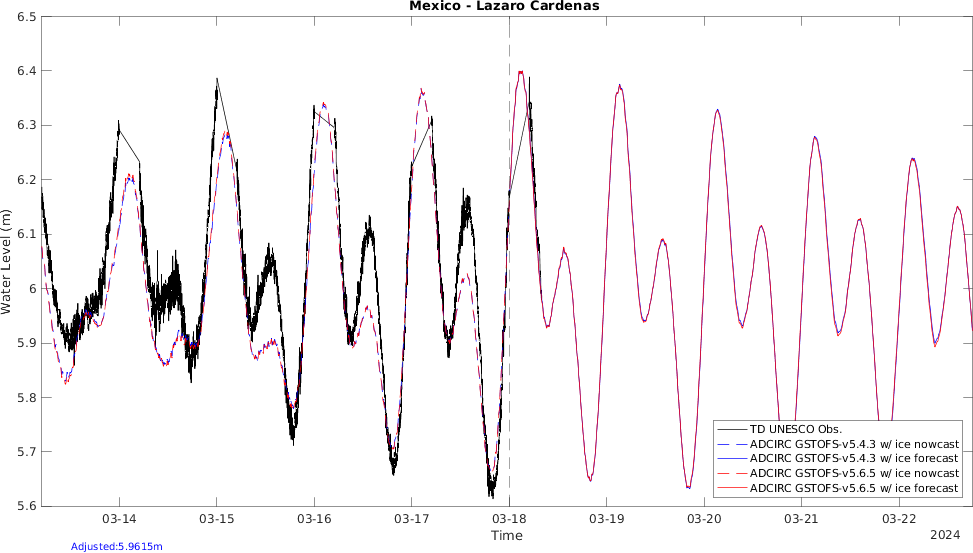 Mexico - Lazaro Cardenas
6.5
6.4
6.3
6.2
6.1
6
5.9
5.8
5.7
5.6
Water Level (m)
03-14 03-15 03-16 03-17 03-18 03-19 03-20 03-21 03-22
Time
2024
TD UNESCO Obs.
ADCIRC GSTOFS-v5.4.3 w/ ice nowcast
ADCIRC GSTOFS-v5.4.3 w/ ice forecast
ADCIRC GSTOFS-v5.6.5 w/ ice nowcast
ADCIRC GSTOFS-v5.6.5 w/ ice forecast
Adjusted:5.9615m